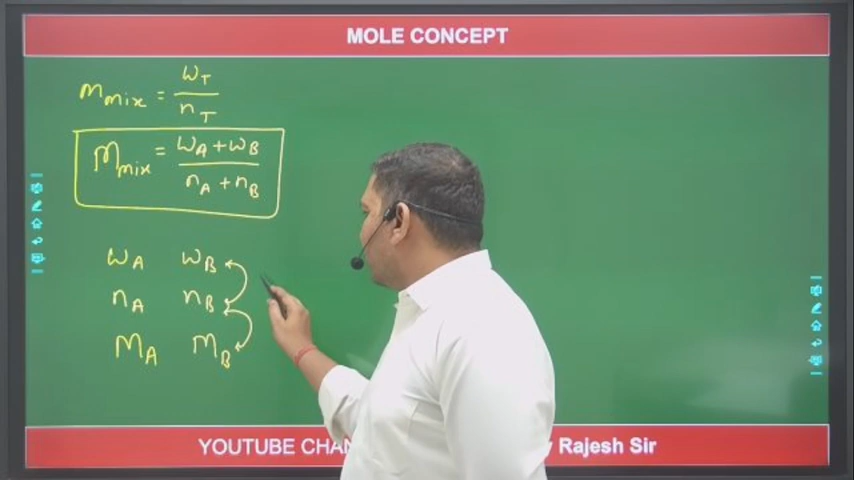 MOLE CONCEPT
M_mix = w_T / n_T
M_mix = w_A + w_B / n_A + n_B
w_A w_B
n_A n_B
M_A M_B
YOUTUBE Rajesh Sir